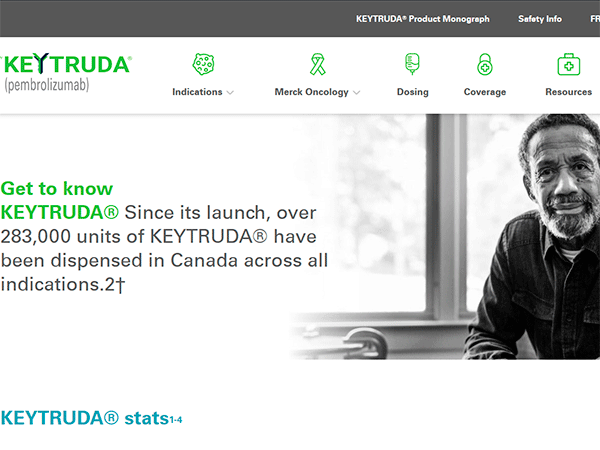 KEYTRUDA® Product Monograph Safety Info FR
KEYTRUDA®
(pembrolizumab)
Indications Merck Oncology Dosing Coverage Resources
Get to know
KEYTRUDA® Since its launch, over
283,000 units of KEYTRUDA® have
been dispensed in Canada across all
indications.2†
KEYTRUDA® stats1-4